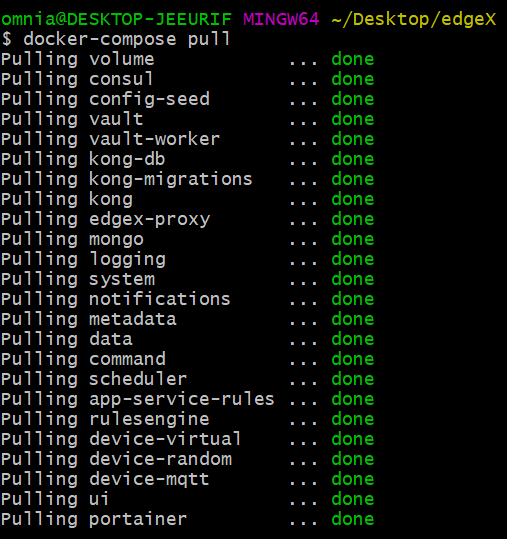 omnia@DESKTOP-JEEURIF MINGW64 ~/Desktop/edgeX
$ docker-compose pull
Pulling volume ... done
Pulling consul ... done
Pulling config-seed ... done
Pulling vault ... done
Pulling vault-worker ... done
Pulling kong-db ... done
Pulling kong-migrations ... done
Pulling kong ... done
Pulling edgex-proxy ... done
Pulling mongo ... done
Pulling logging ... done
Pulling system ... done
Pulling notifications ... done
Pulling metadata ... done
Pulling data ... done
Pulling command ... done
Pulling scheduler ... done
Pulling app-service-rules ... done
Pulling rulesengine ... done
Pulling device-virtual ... done
Pulling device-random ... done
Pulling device-mqtt ... done
Pulling ui ... done
Pulling portainer ... done